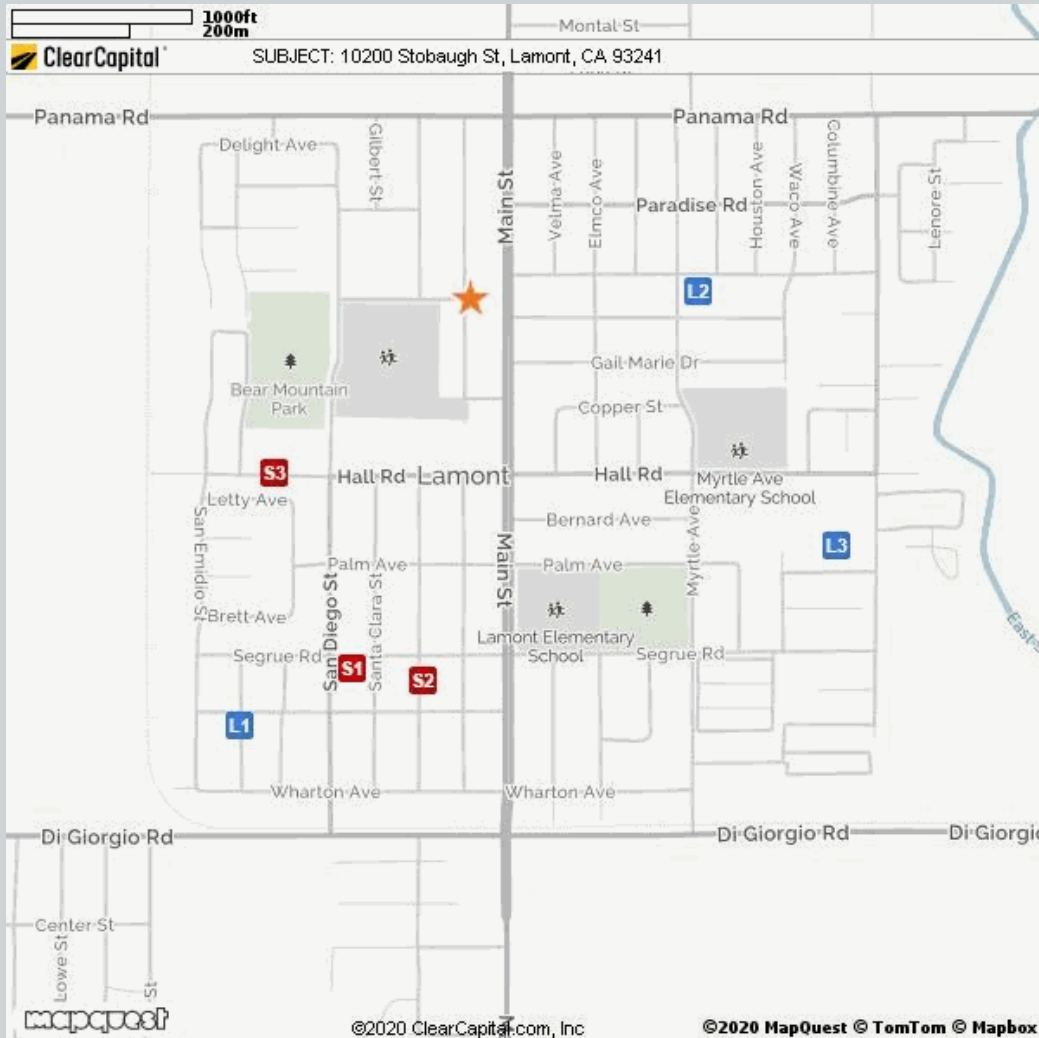 1000ft
200m
Montal St
ClearCapital
SUBJECT: 10200 Stobaugh St, Lamont, CA 93241
Panama Rd
Panama Rd
Delight Ave
Gilbert St
Main St
Velma Ave
Elmco Ave
Paradise Rd
Houston Ave
Waco Ave
Columbine Ave
Lenore St
L2
Gail Marie Dr
Bear Mountain
Park
Copper St
S3
Hall Rd
Lamont
Hall Rd
Myrtle Ave
Elementary School
Letty Ave
San Emidio St
Bernard Ave
Myrtle Ave
L3
Palm Ave
Main St
Palm Ave
San Diego St
Santa Clara St
Brett Ave
Lamont Elementary
School
East
Segrue Rd
S1
S2
Segrue Rd
L1
Wharton Ave
Wharton Ave
Di Giorgio Rd
Di Giorgio Rd
Di Giorgio
Center St
Lowe St
St
mapquest
©2020 ClearCapital.com, Inc
©2020 MapQuest © TomTom © Mapbox